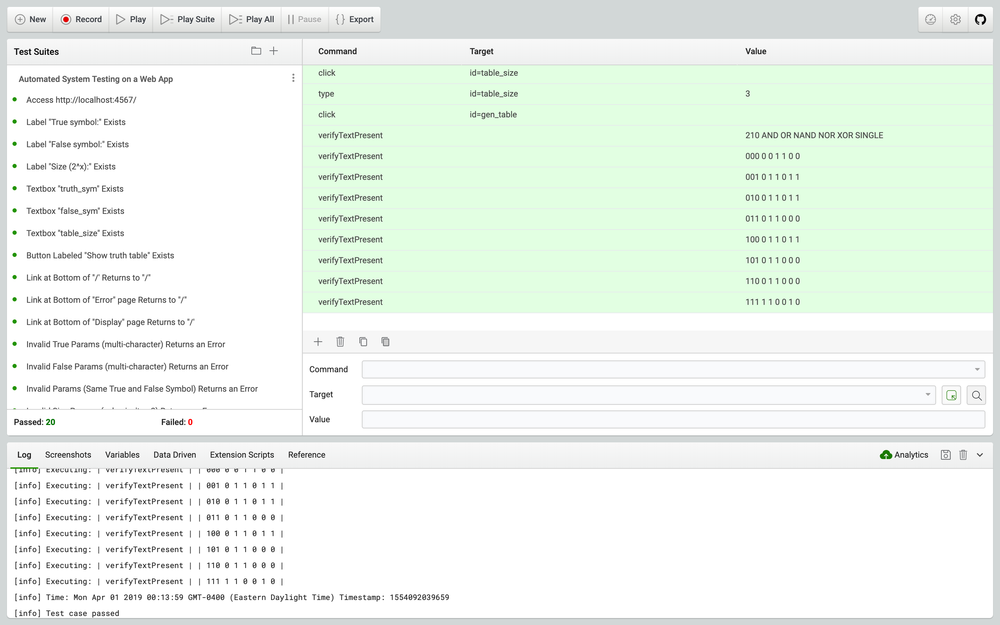 New Record Play Play Suite Play All Pause Export
Test Suites
Automated System Testing on a Web App
Access http://localhost:4567/
Label "True symbol:" Exists
Label "False symbol:" Exists
Label "Size (2^x):" Exists
Textbox "truth_sym" Exists
Textbox "false_sym" Exists
Textbox "table_size" Exists
Button Labeled "Show truth table" Exists
Link at Bottom of "/' Returns to "/"
Link at Bottom of "Error" page Returns to "/"
Link at Bottom of "Display" page Returns to "/'
Invalid True Params (multi-character) Returns an Error
Invalid False Params (multi-character) Returns an Error
Invalid Params (Same True and False Symbol) Returns an Error
Passed: 20 Failed: 0
Command Target Value
click id=table_size
type id=table_size 3
click id=gen_table
verifyTextPresent 210 AND OR NAND NOR XOR SINGLE
verifyTextPresent 000 0 0 1 1 0 0
verifyTextPresent 001 0 1 1 0 1 1
verifyTextPresent 010 0 1 1 0 1 1
verifyTextPresent 011 0 1 1 0 0 0
verifyTextPresent 100 0 1 1 0 1 1
verifyTextPresent 101 0 1 1 0 0 0
verifyTextPresent 110 0 1 1 0 0 0
verifyTextPresent 111 1 1 0 0 1 0
Command
Target
Value
Log Screenshots Variables Data Driven Extension Scripts Reference Analytics
[info] Executing: | verifyTextPresent | | 000 0 0 1 1 0 0 |
[info] Executing: | verifyTextPresent | | 001 0 1 1 0 1 1 |
[info] Executing: | verifyTextPresent | | 010 0 1 1 0 1 1 |
[info] Executing: | verifyTextPresent | | 011 0 1 1 0 0 0 |
[info] Executing: | verifyTextPresent | | 100 0 1 1 0 1 1 |
[info] Executing: | verifyTextPresent | | 101 0 1 1 0 0 0 |
[info] Executing: | verifyTextPresent | | 110 0 1 1 0 0 0 |
[info] Executing: | verifyTextPresent | | 111 1 1 0 0 1 0 |
[info] Time: Mon Apr 01 2019 00:13:59 GMT-0400 (Eastern Daylight Time) Timestamp: 1554092039659
[info] Test case passed